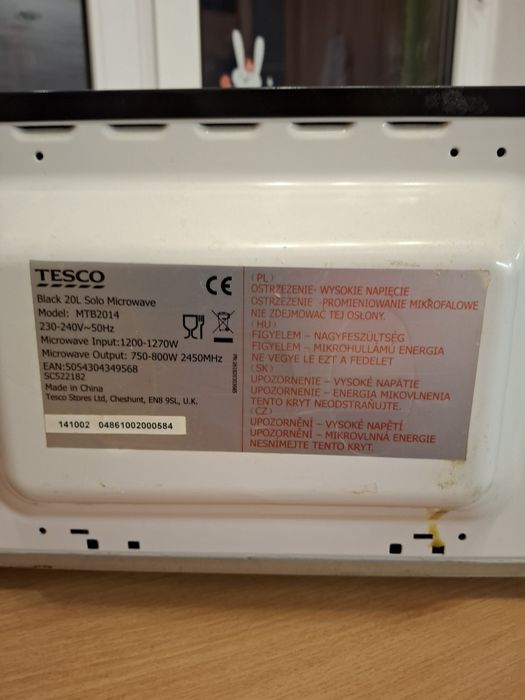 TESCO
Black 20L Solo Microwave
Model: MTB2014
230-240V~50Hz
Microwave Input:1200-1270W
Microwave Output: 750-800W 2450MHz
EAN:5054304349568
SC522182
Made in China
Tesco Stores Ltd, Cheshunt, EN8 9SL, U.K.
141002 04861002000584
CE
(PL)
OSTRZEŻENIE- WYSOKIE NAPIĘCIE
OSTRZEŻENIE -PROMIENIOWANIE MIKROFALOWE
NIE ZDEJMOWAĆ TEJ OSŁONY.
(HU)
FIGYELEM – NAGYFESZÜLTSÉG
FIGYELEM – MIKROHULLÁMÚ ENERGIA
NE VEGYE LE EZT A FEDELET
(SK)
UPOZORNENIE – VYSOKÉ NAPÄTIE
UPOZORNENIE – ENERGIA MIKOVLNENIA
TENTO KRYT NEODSTRAŇUJTE.
(CZ)
UPOZORNĚNÍ – VYSOKÉ NAPĚTÍ
UPOZORNĚNÍ – MIKROVLNNÁ ENERGIE
NESNÍMEJTE TENTO KRYT.